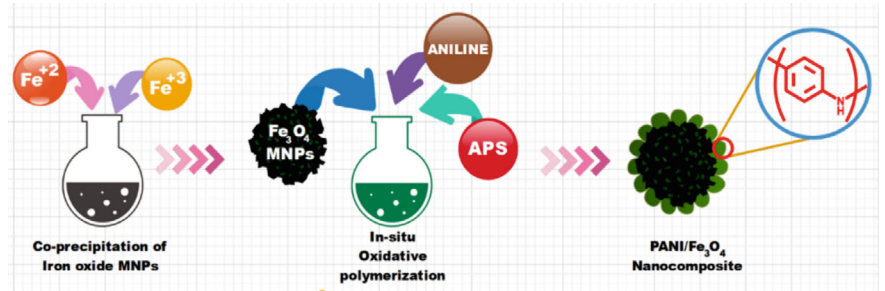 Fe+2
Fe+3
Co-precipitation of
Iron oxide MNPs
Fe3O4
MNPs
ANILINE
APS
In-situ
Oxidative
polymerization
N
H
PANI/Fe3O4
Nanocomposite